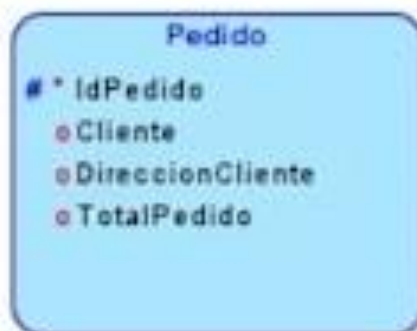 Pedido
# * IdPedido
o Cliente
o DireccionCliente
o TotalPedido